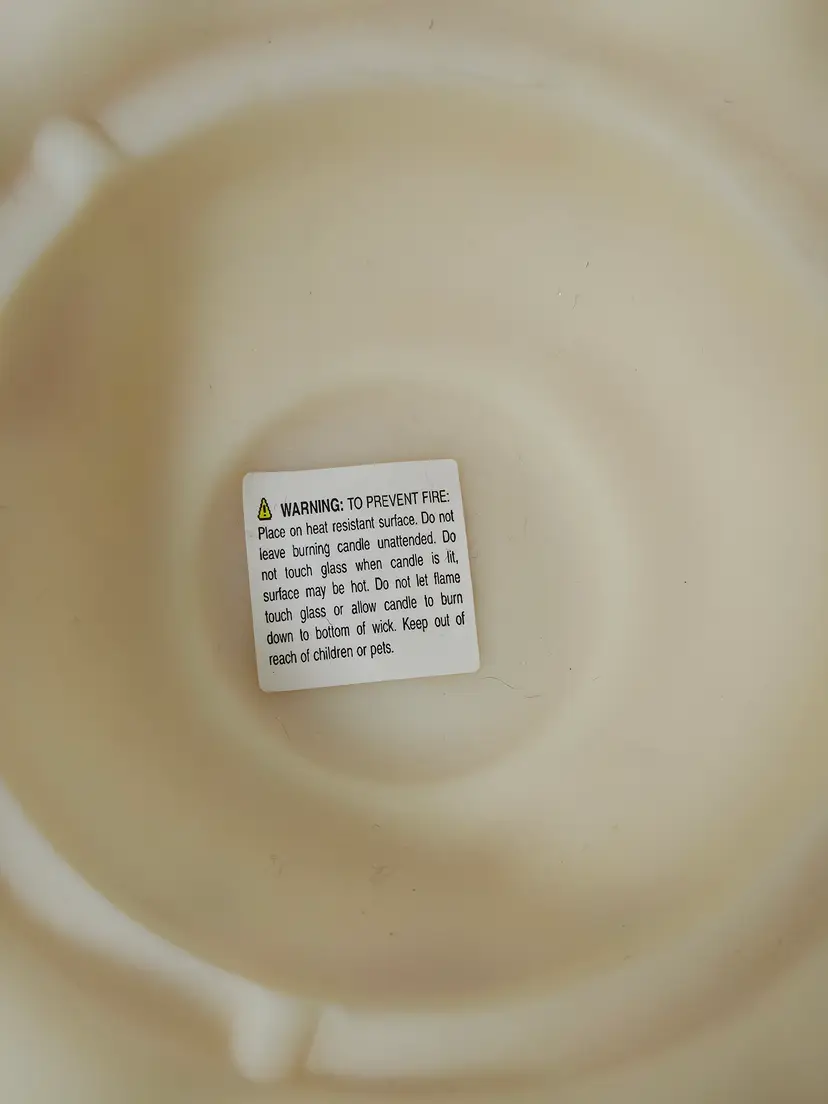 WARNING: TO PREVENT FIRE:
Place on heat resistant surface. Do not
leave burning candle unattended. Do
not touch glass when candle is lit,
surface may be hot. Do not let flame
touch glass or allow candle to burn
down to bottom of wick. Keep out of
reach of children or pets.